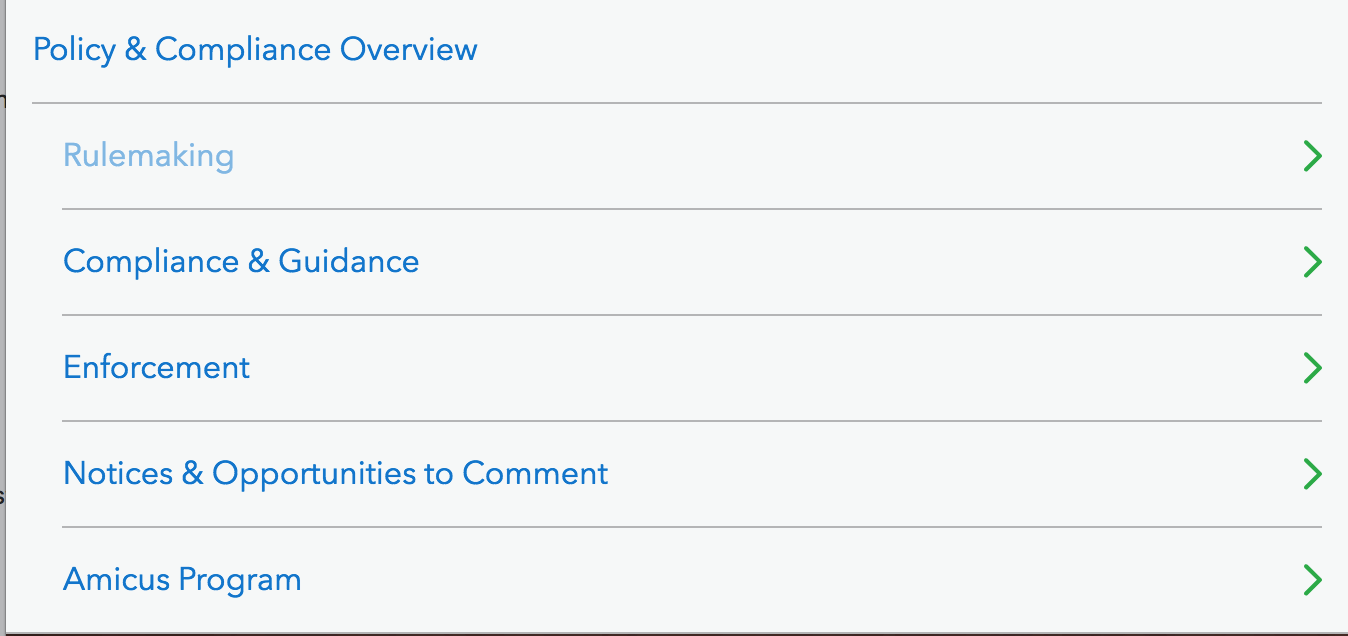 Policy & Compliance Overview
Rulemaking
Compliance & Guidance
Enforcement
Notices & Opportunities to Comment
Amicus Program